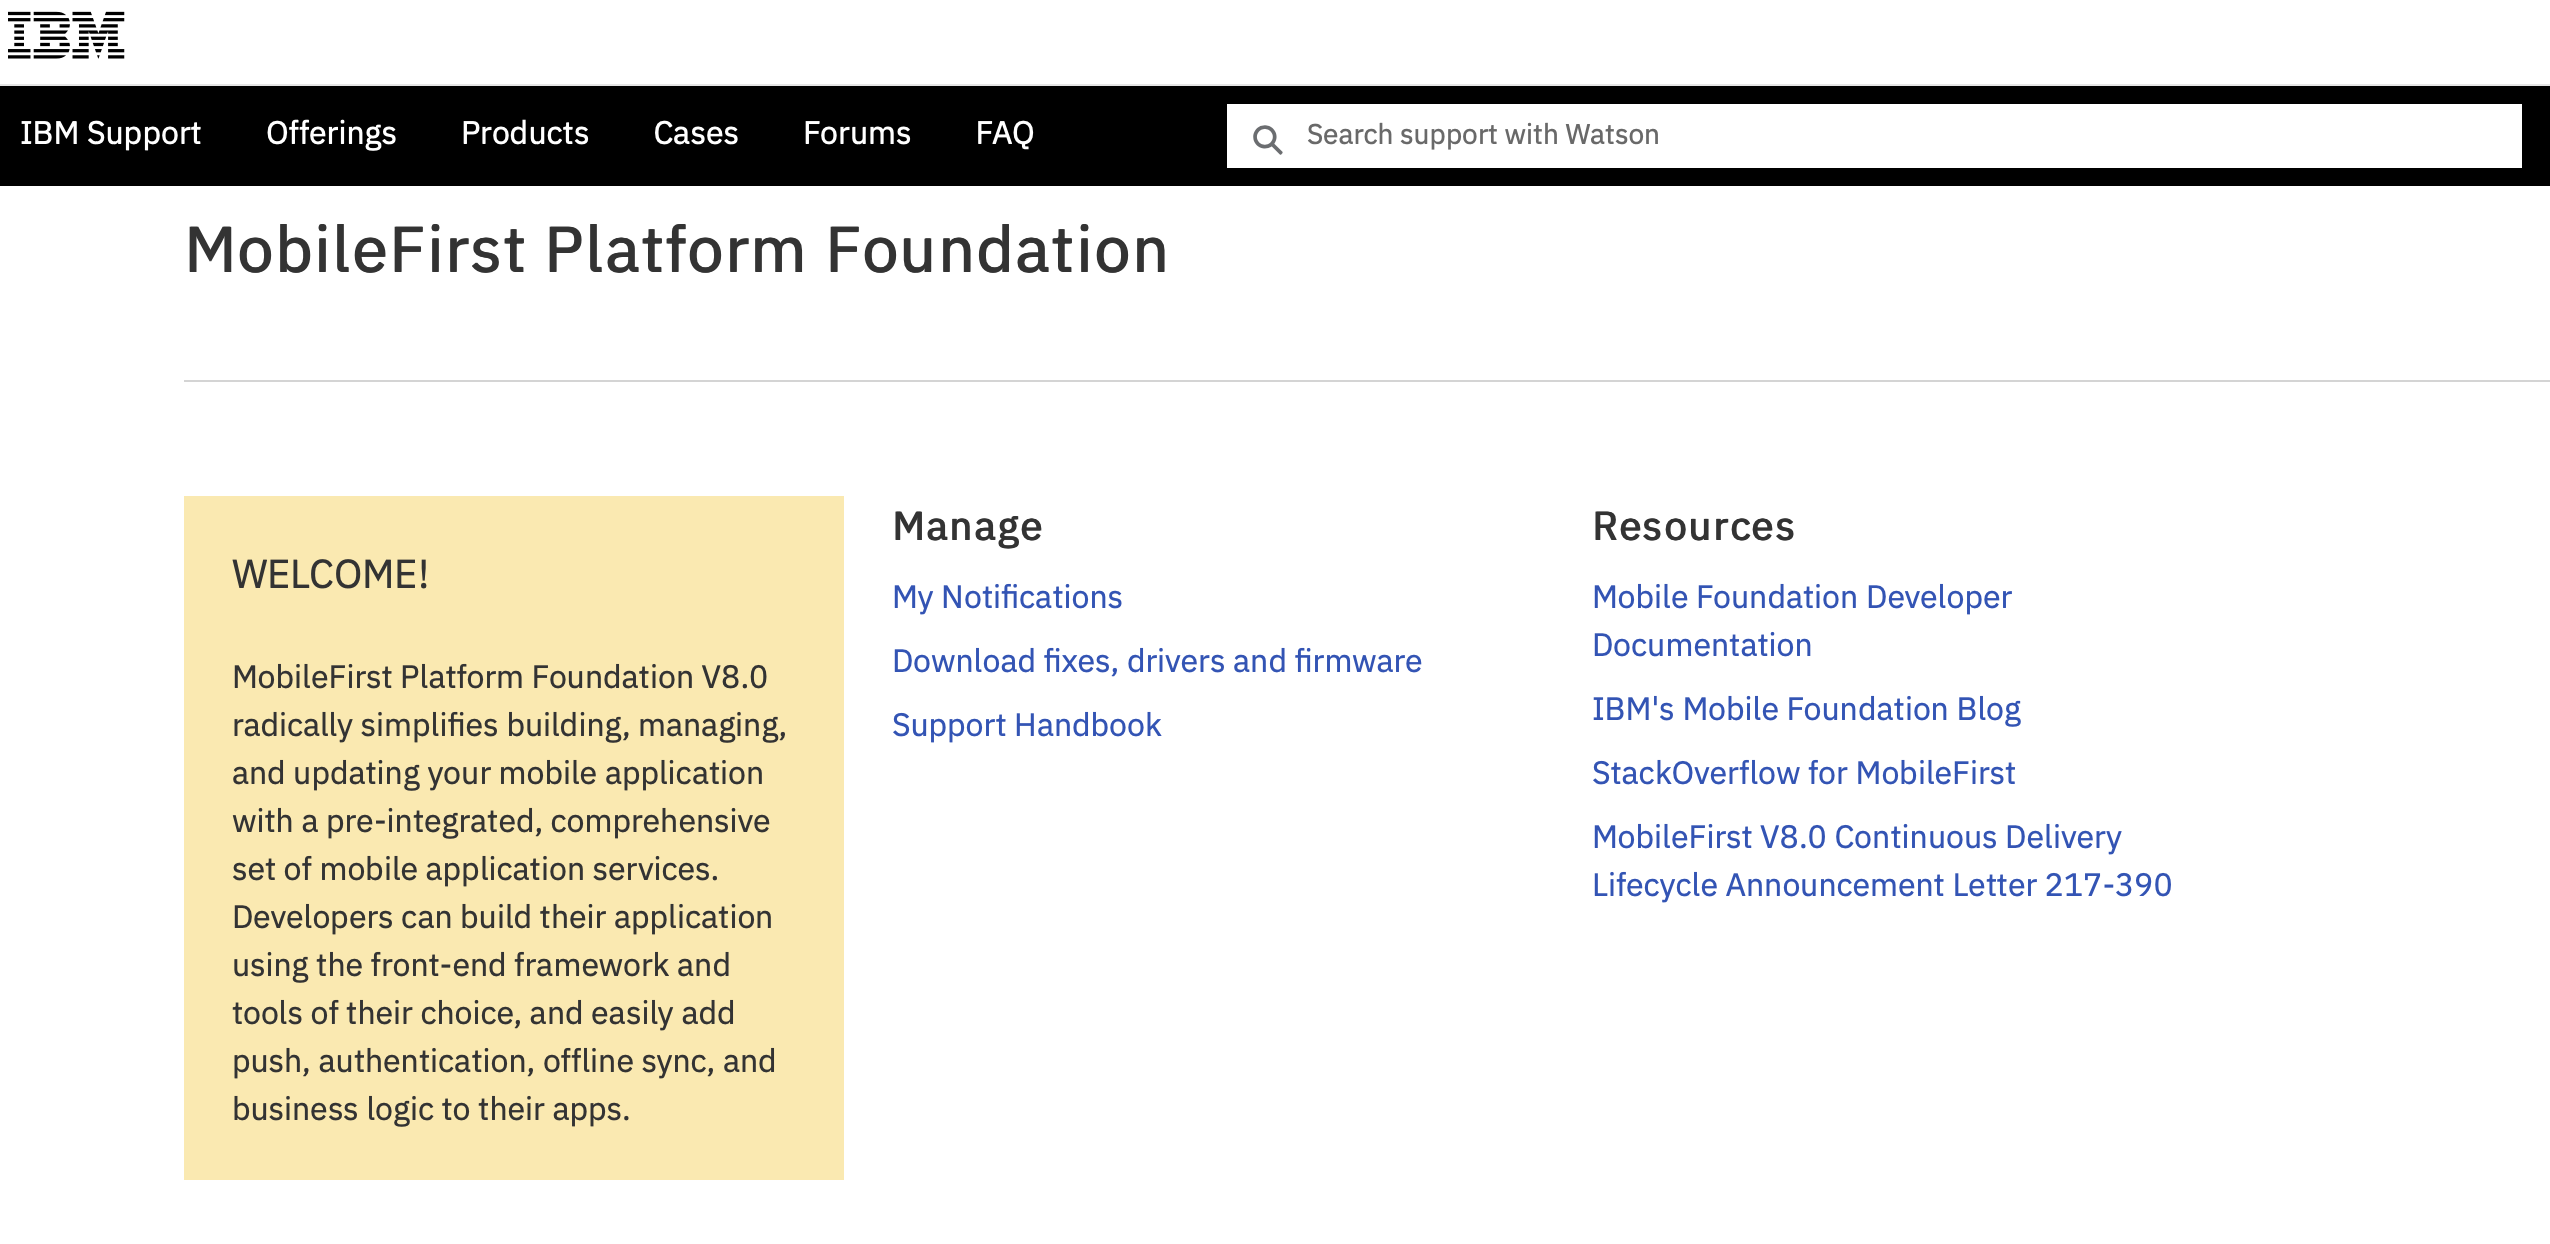 IBM
IBM Support Offerings Products Cases Forums FAQ Search support with Watson
MobileFirst Platform Foundation
WELCOME!
MobileFirst Platform Foundation V8.0
radically simplifies building, managing,
and updating your mobile application
with a pre-integrated, comprehensive
set of mobile application services.
Developers can build their application
using the front-end framework and
tools of their choice, and easily add
push, authentication, offline sync, and
business logic to their apps.
Manage
My Notifications
Download fixes, drivers and firmware
Support Handbook
Resources
Mobile Foundation Developer
Documentation
IBM's Mobile Foundation Blog
StackOverflow for MobileFirst
MobileFirst V8.0 Continuous Delivery
Lifecycle Announcement Letter 217-390